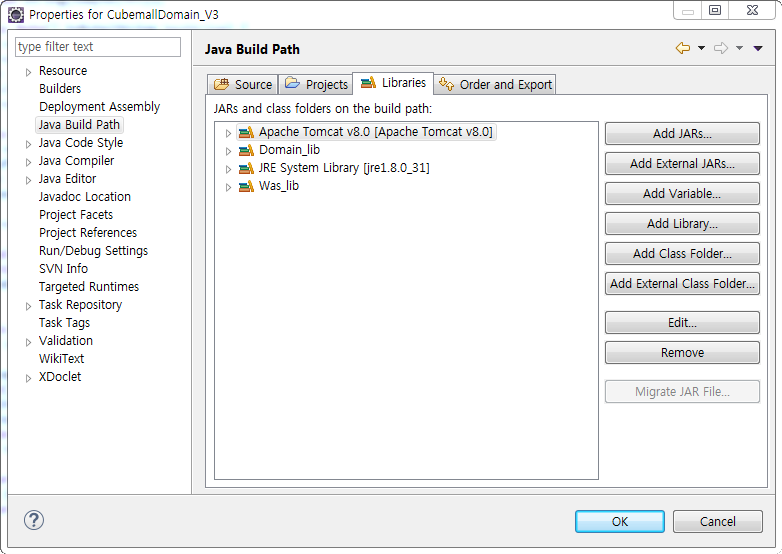 Properties for CubemallDomain_V3
type filter text
Resource
Builders
Deployment Assembly
Java Build Path
Java Code Style
Java Compiler
Java Editor
Javadoc Location
Project Facets
Project References
Run/Debug Settings
SVN Info
Targeted Runtimes
Task Repository
Task Tags
Validation
WikiText
XDoclet
Java Build Path
Source Projects Libraries Order and Export
JARs and class folders on the build path:
Apache Tomcat v8.0 [Apache Tomcat v8.0]
Domain_lib
JRE System Library [jre1.8.0_31]
Was_lib
Add JARs...
Add External JARs...
Add Variable...
Add Library...
Add Class Folder...
Add External Class Folder...
Edit...
Remove
Migrate JAR File...
?
OK Cancel